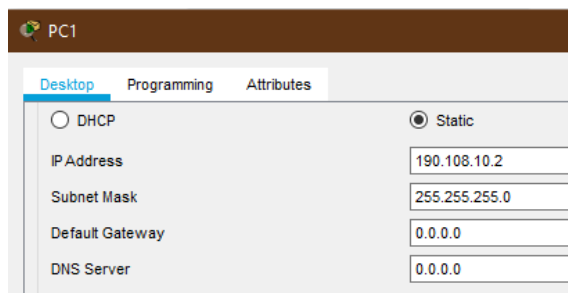 PC1
Desktop Programming Attributes
DHCP Static
IP Address 190.108.10.2
Subnet Mask 255.255.255.0
Default Gateway 0.0.0.0
DNS Server 0.0.0.0